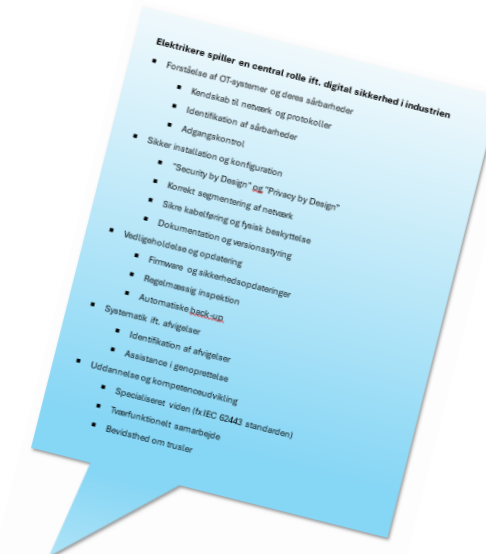 Elektrikere spiller en central rolle ift. digital sikkerhed i industrien
Forståelse af OT-systemer og deres sårbarheder
Kendskab til netværk og protokoller
Identifikation af sårbarheder
Adgangskontrol
Sikker installation og konfiguration
"Security by Design" og "Privacy by Design"
Korrekt segmentering af netværk
Sikre kabelføring og fysisk beskyttelse
Dokumentation og versionsstyring
Vedligeholdelse og opdatering
Firmware og sikkerhedsopdateringer
Regelmæssig inspektion
Automatiske back-up
Systematik ift. afvigelser
Identifikation af afvigelser
Assistance i genoprettelse
Uddannelse og kompetenceudvikling
Specialiseret viden (fx IEC 62443 standarden)
Tværfunktionelt samarbejde
Bevidsthed om trusler